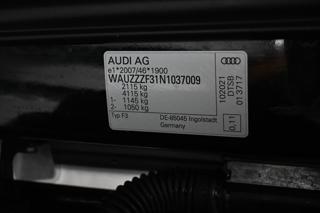 AUDI AG
e1*2007/46*1900
WAUZZZF31N1037009
2115 kg
4115 kg
1- 1145 kg
2- 1050 kg
Typ F3
DE-85045 Ingolstadt
Germany
102021
DTSB
013717
0,11